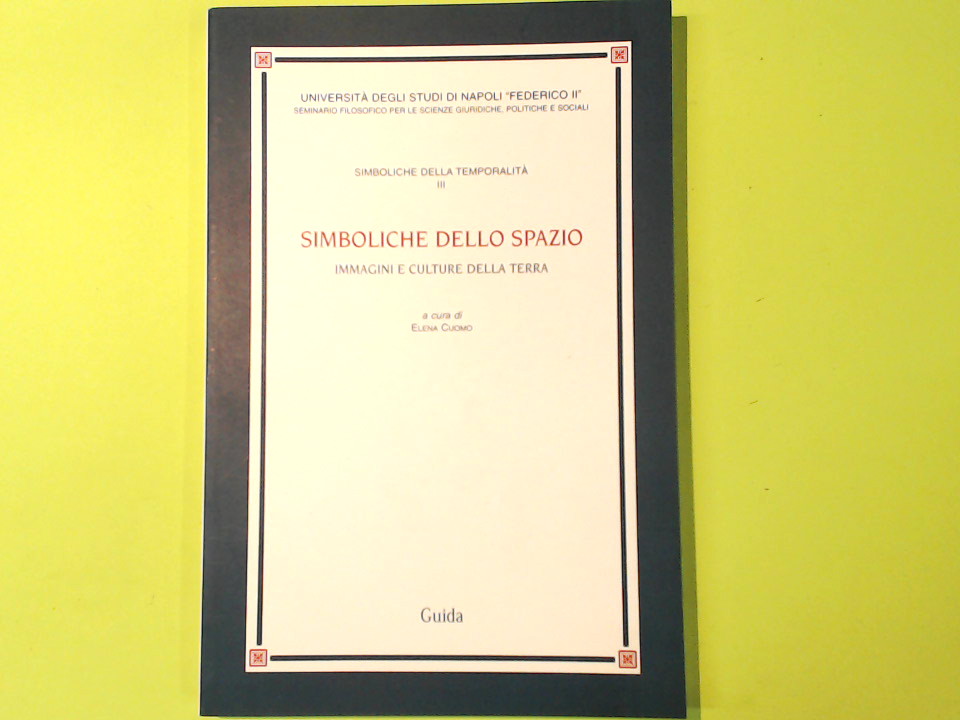 UNIVERSITÀ DEGLI STUDI DI NAPOLI "FEDERICO II"
SEMINARIO FILOSOFICO PER LE SCIENZE GIURIDICHE, POLITICHE E SOCIALI
SIMBOLICHE DELLA TEMPORALITÀ
III
SIMBOLICHE DELLO SPAZIO
IMMAGINI E CULTURE DELLA TERRA
a cura di
ELENA CUOMO
Guida